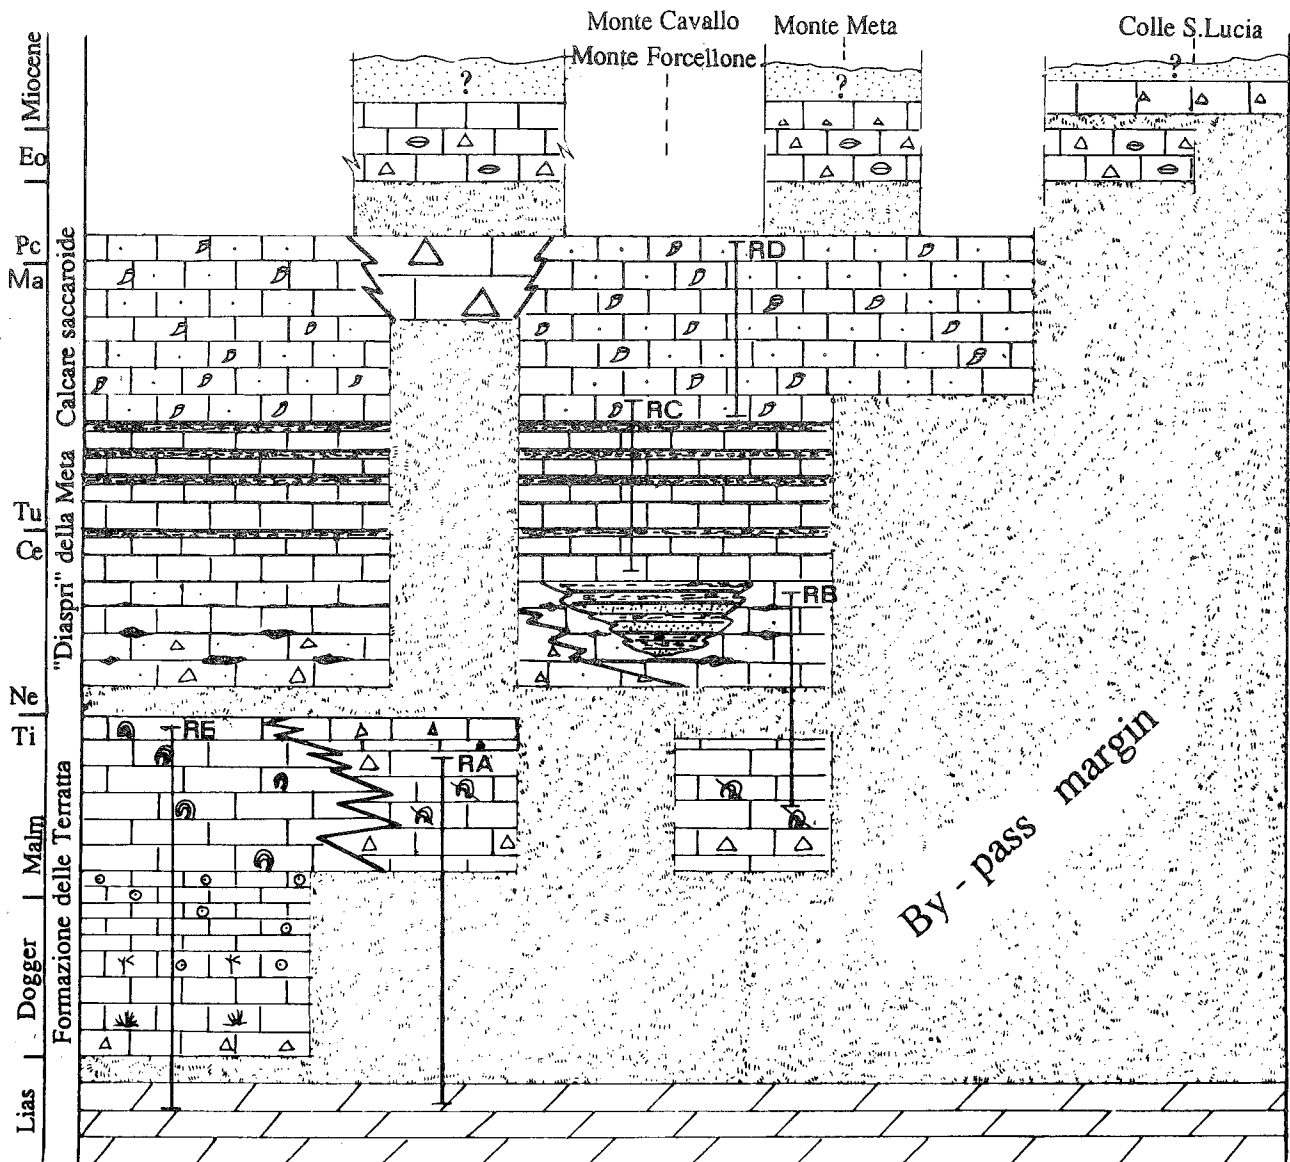 Monte Cavallo
Monte Forcellone
Monte Meta
Colle S.Lucia
Miocene
Eo
Pc
Ma
Tu
Ce
Ne
Ti
Malm
Dogger
Lias
Calcare saccaroide
"Diaspri" della Meta
Formazione delle Terratta
?
?
?
RD
RC
RB
RE
RA
By - pass margin